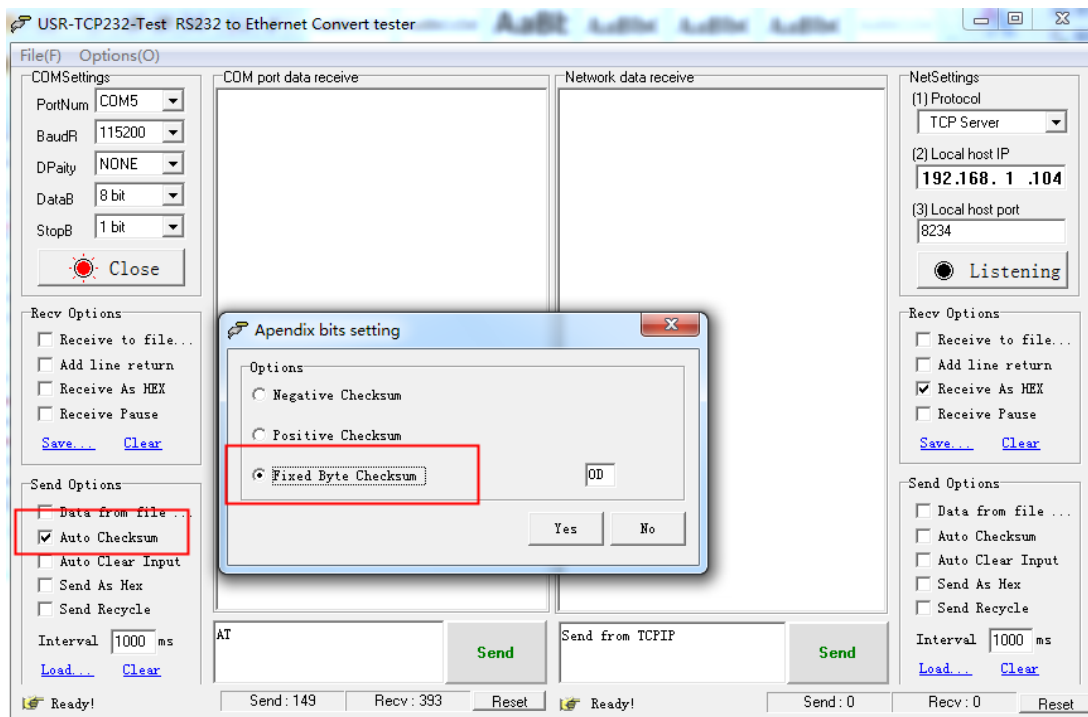 USR-TCP232-Test RS232 to Ethernet Convert tester
File(F) Options(O)
COMSettings
PortNum COM5
BaudR 115200
DPaity NONE
DataB 8 bit
StopB 1 bit
Close
Recv Options
Receive to file...
Add line return
Receive As HEX
Receive Pause
Save... Clear
Send Options
Data from file ...
Auto Checksum
Auto Clear Input
Send As Hex
Send Recycle
Interval 1000 ms
Load... Clear
COM port data receive
Network data receive
Apendix bits setting
Options
Negative Checksum
Positive Checksum
Fixed Byte Checksum 0D
Yes No
AT
Send
Send from TCPIP
Send
NetSettings
(1) Protocol
TCP Server
(2) Local host IP
192.168. 1 .104
(3) Local host port
8234
Listening
Recv Options
Receive to file...
Add line return
Receive As HEX
Receive Pause
Save... Clear
Send Options
Data from file ...
Auto Checksum
Auto Clear Input
Send As Hex
Send Recycle
Interval 1000 ms
Load... Clear
Ready! Send : 149 Recv : 393 Reset
Ready! Send : 0 Recv : 0 Reset